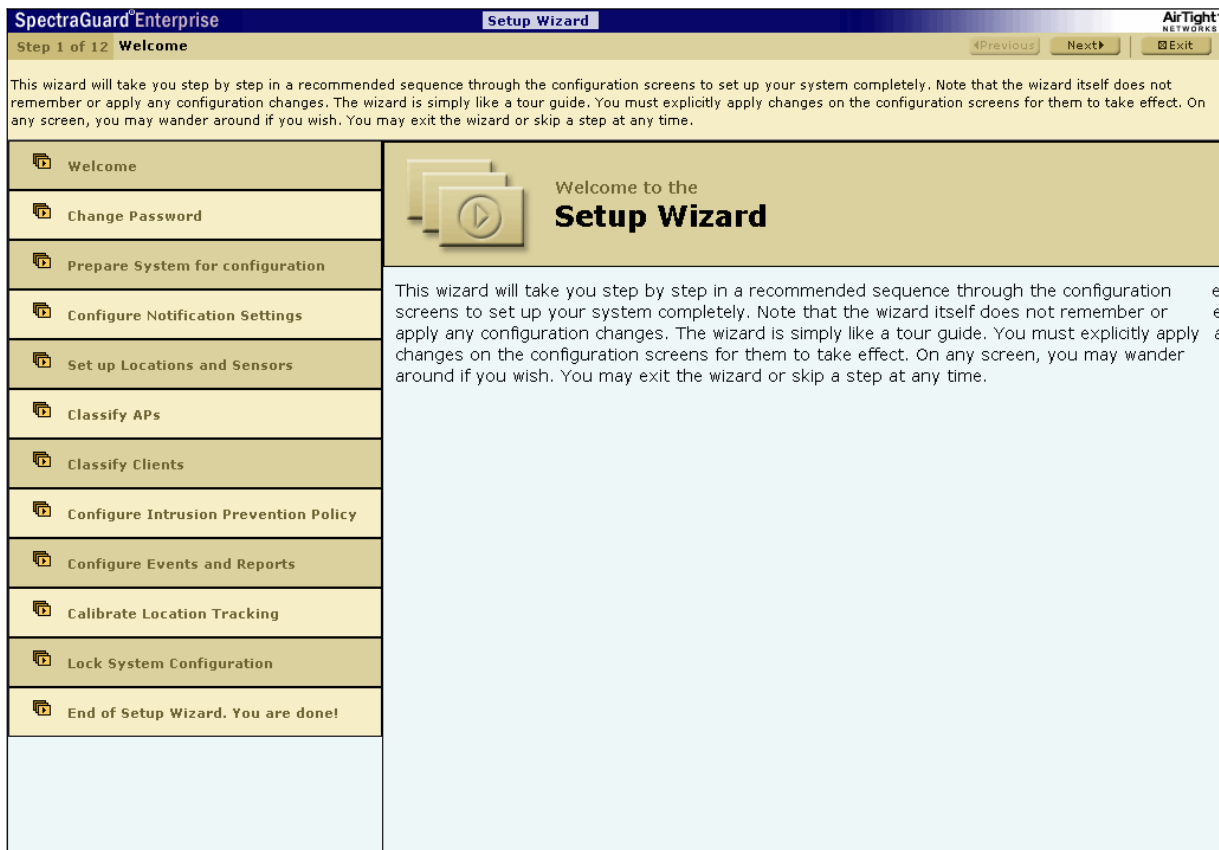 SpectraGuard®Enterprise
Setup Wizard
AirTight
NETWORKS
Step 1 of 12 Welcome
Previous
Next
Exit
This wizard will take you step by step in a recommended sequence through the configuration screens to set up your system completely. Note that the wizard itself does not
remember or apply any configuration changes. The wizard is simply like a tour guide. You must explicitly apply changes on the configuration screens for them to take effect. On
any screen, you may wander around if you wish. You may exit the wizard or skip a step at any time.
Welcome
Change Password
Prepare System for configuration
Configure Notification Settings
Set up Locations and Sensors
Classify APs
Classify Clients
Configure Intrusion Prevention Policy
Configure Events and Reports
Calibrate Location Tracking
Lock System Configuration
End of Setup Wizard. You are done!
Welcome to the
Setup Wizard
This wizard will take you step by step in a recommended sequence through the configuration
screens to set up your system completely. Note that the wizard itself does not remember or
apply any configuration changes. The wizard is simply like a tour guide. You must explicitly apply
changes on the configuration screens for them to take effect. On any screen, you may wander
around if you wish. You may exit the wizard or skip a step at any time.